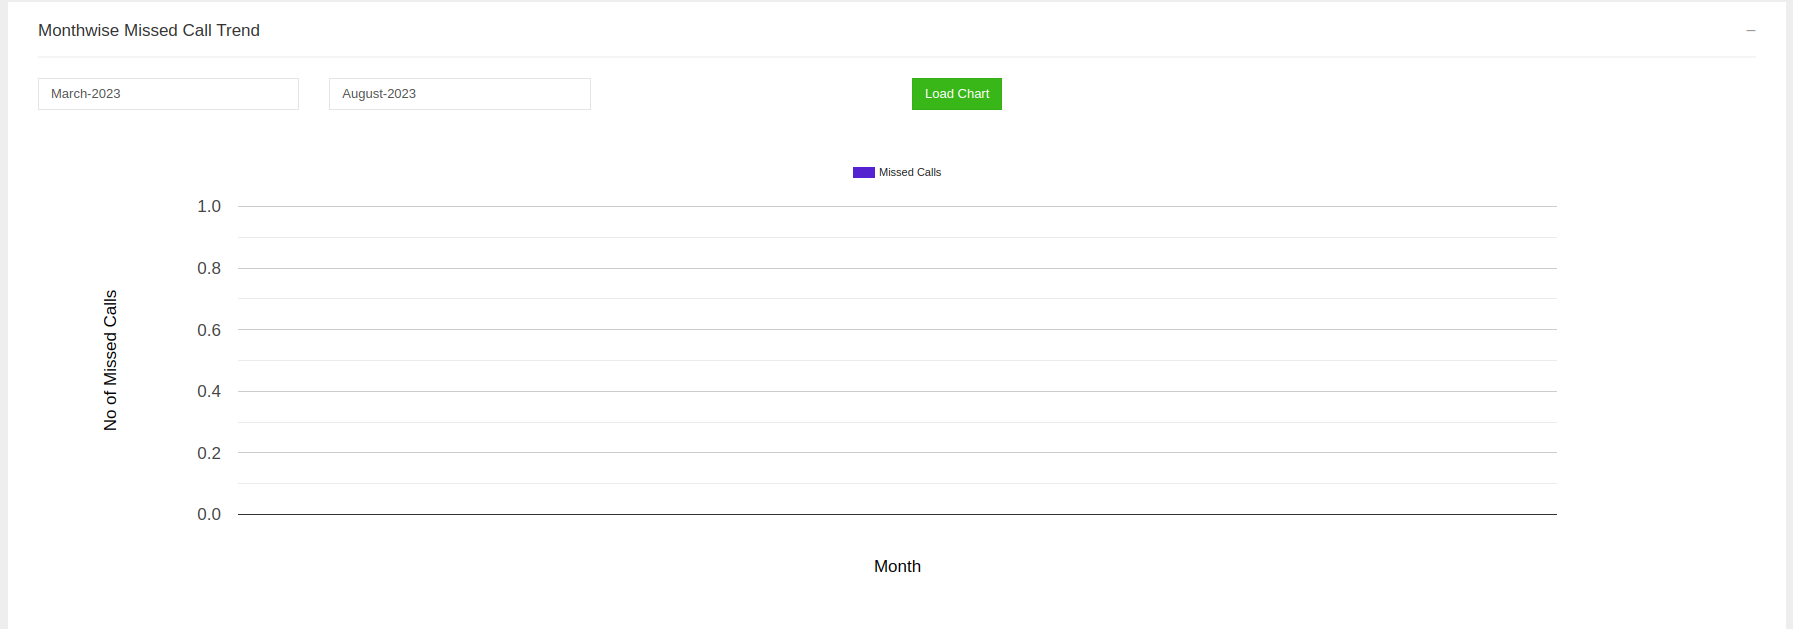 Monthwise Missed Call Trend
March-2023
August-2023
Load Chart
Missed Calls
1.0
0.8
0.6
0.4
0.2
0.0
No of Missed Calls
Month